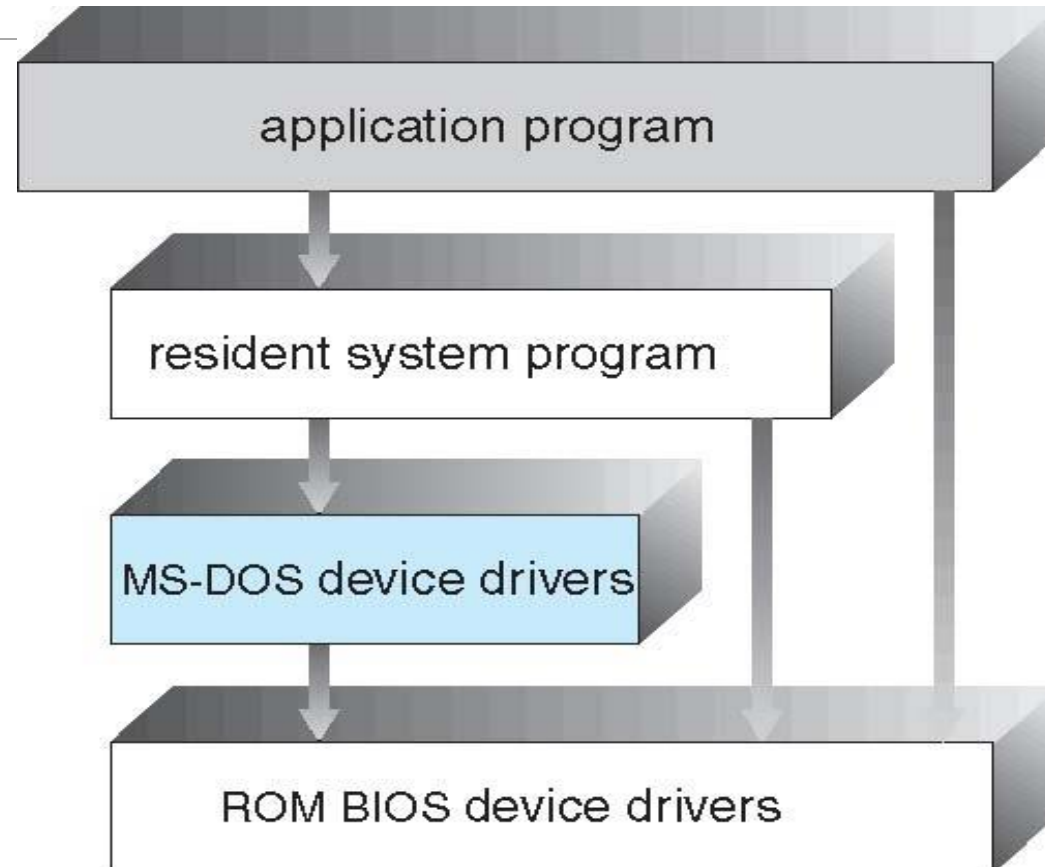 application program
resident system program
MS-DOS device drivers
ROM BIOS device drivers